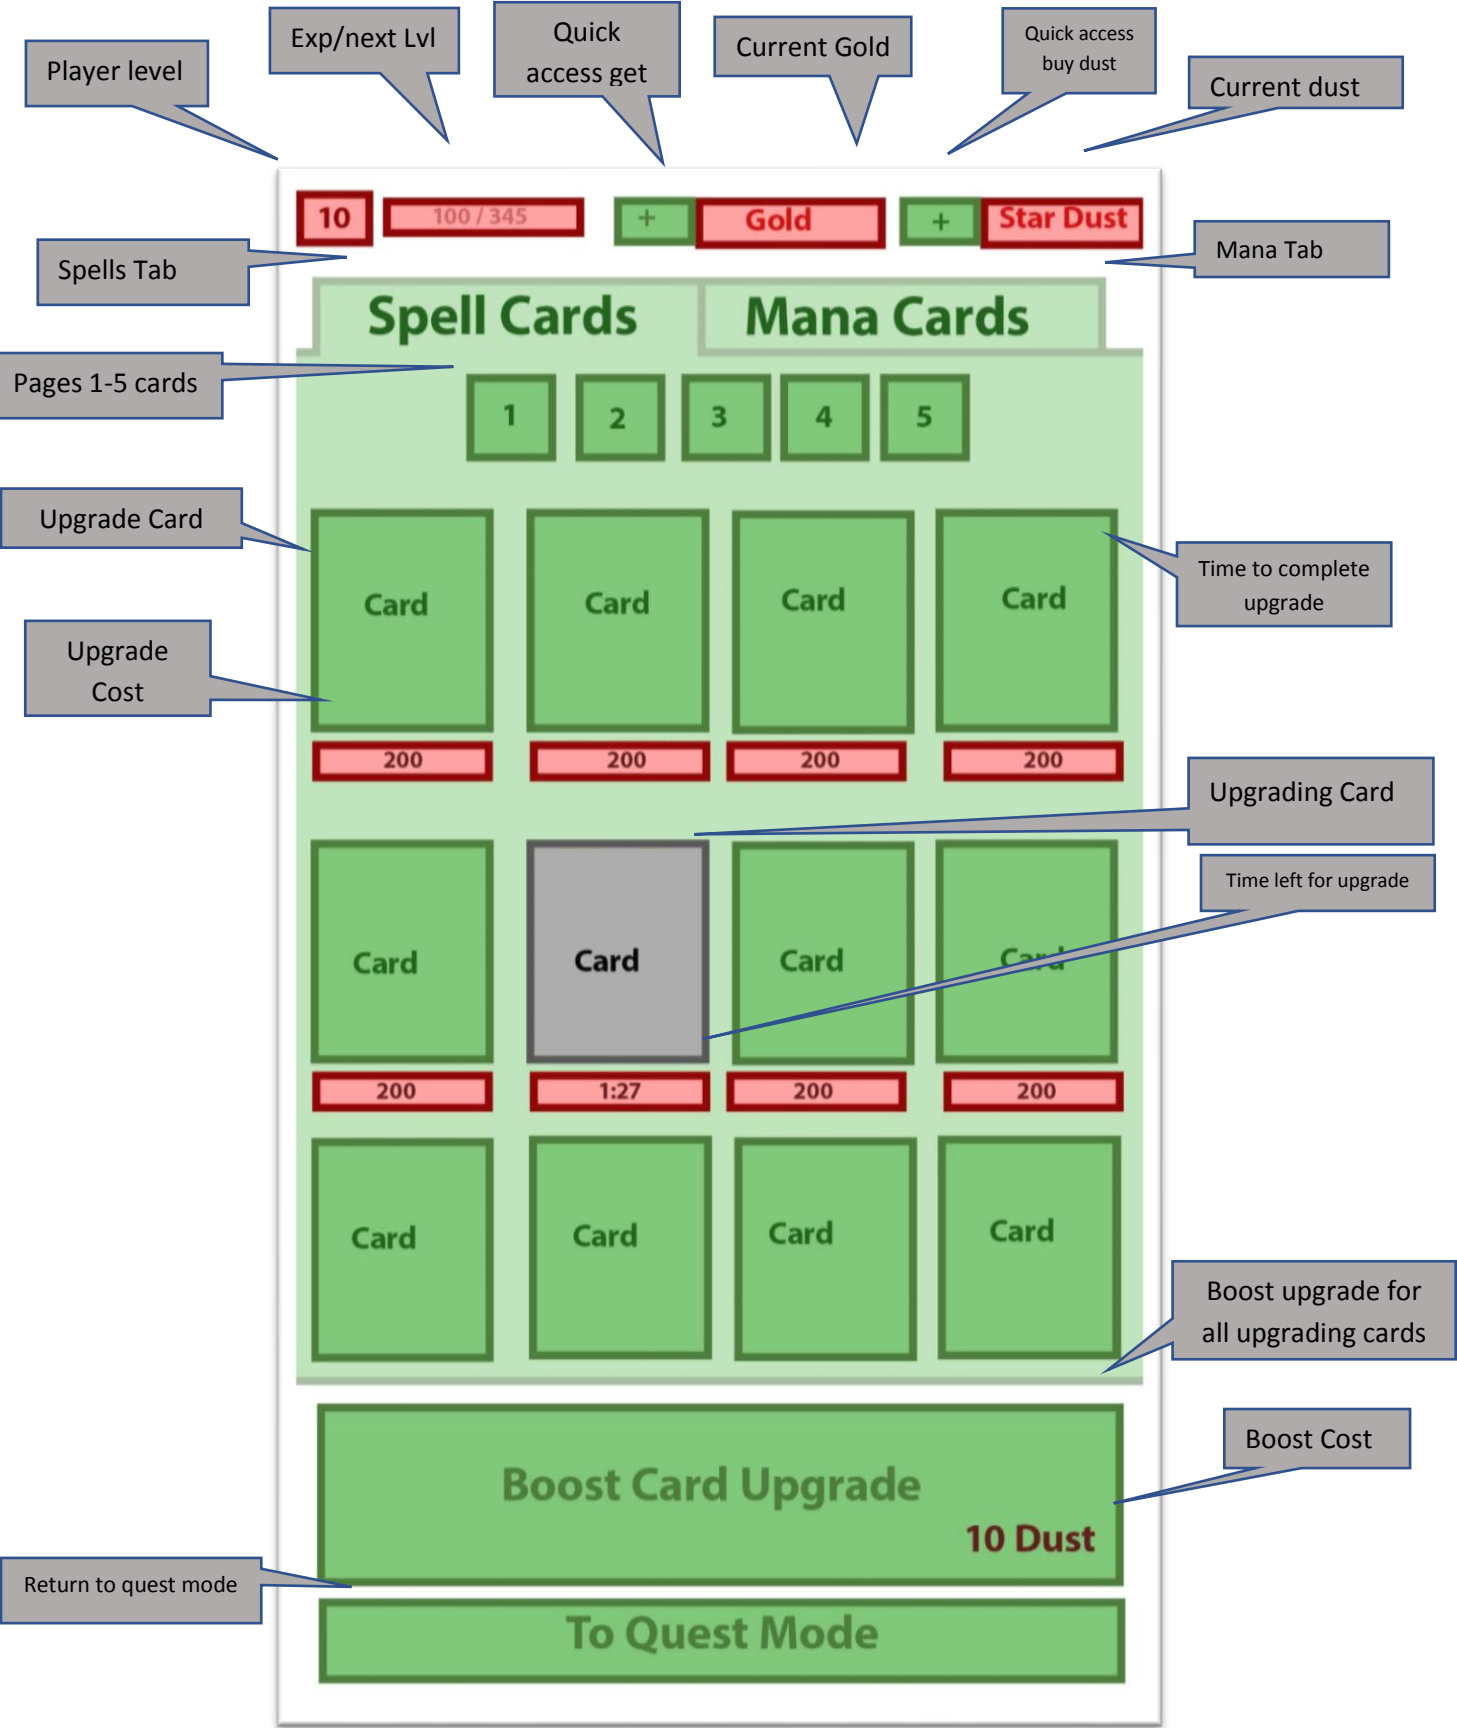 Player level
Exp/next Lvl
Quick
access get
Current Gold
Quick access
buy dust
Current dust
10
100 / 345
+
Gold
+
Star Dust
Spells Tab
Mana Tab
Spell Cards
Mana Cards
Pages 1-5 cards
1
2
3
4
5
Upgrade Card
Time to complete
upgrade
Card
Card
Card
Card
Upgrade
Cost
200
200
200
200
Upgrading Card
Time left for upgrade
Card
Card
Card
Card
200
1:27
200
200
Card
Card
Card
Card
Boost upgrade for
all upgrading cards
Boost Cost
Boost Card Upgrade
10 Dust
Return to quest mode
To Quest Mode